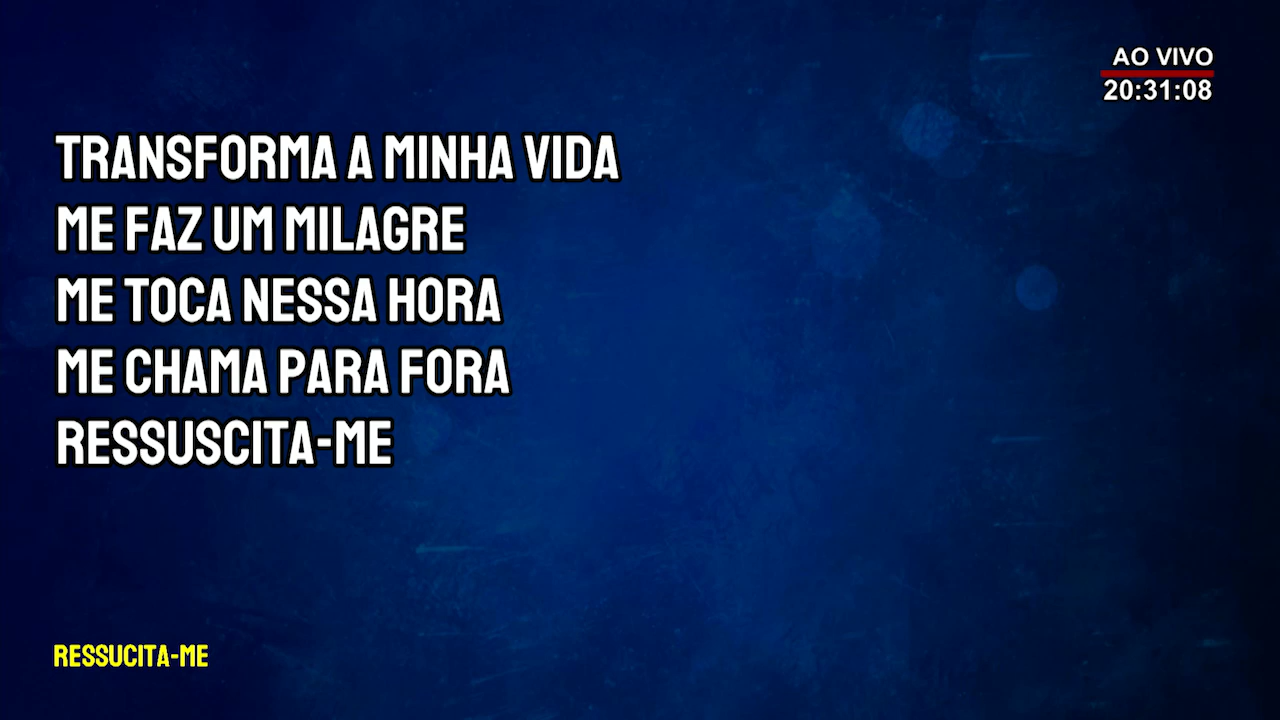 AO VIVO
20:31:08
TRANSFORMA A MINHA VIDA
ME FAZ UM MILAGRE
ME TOCA NESSA HORA
ME CHAMA PARA FORA
RESSUSCITA-ME
RESSUCITA-ME